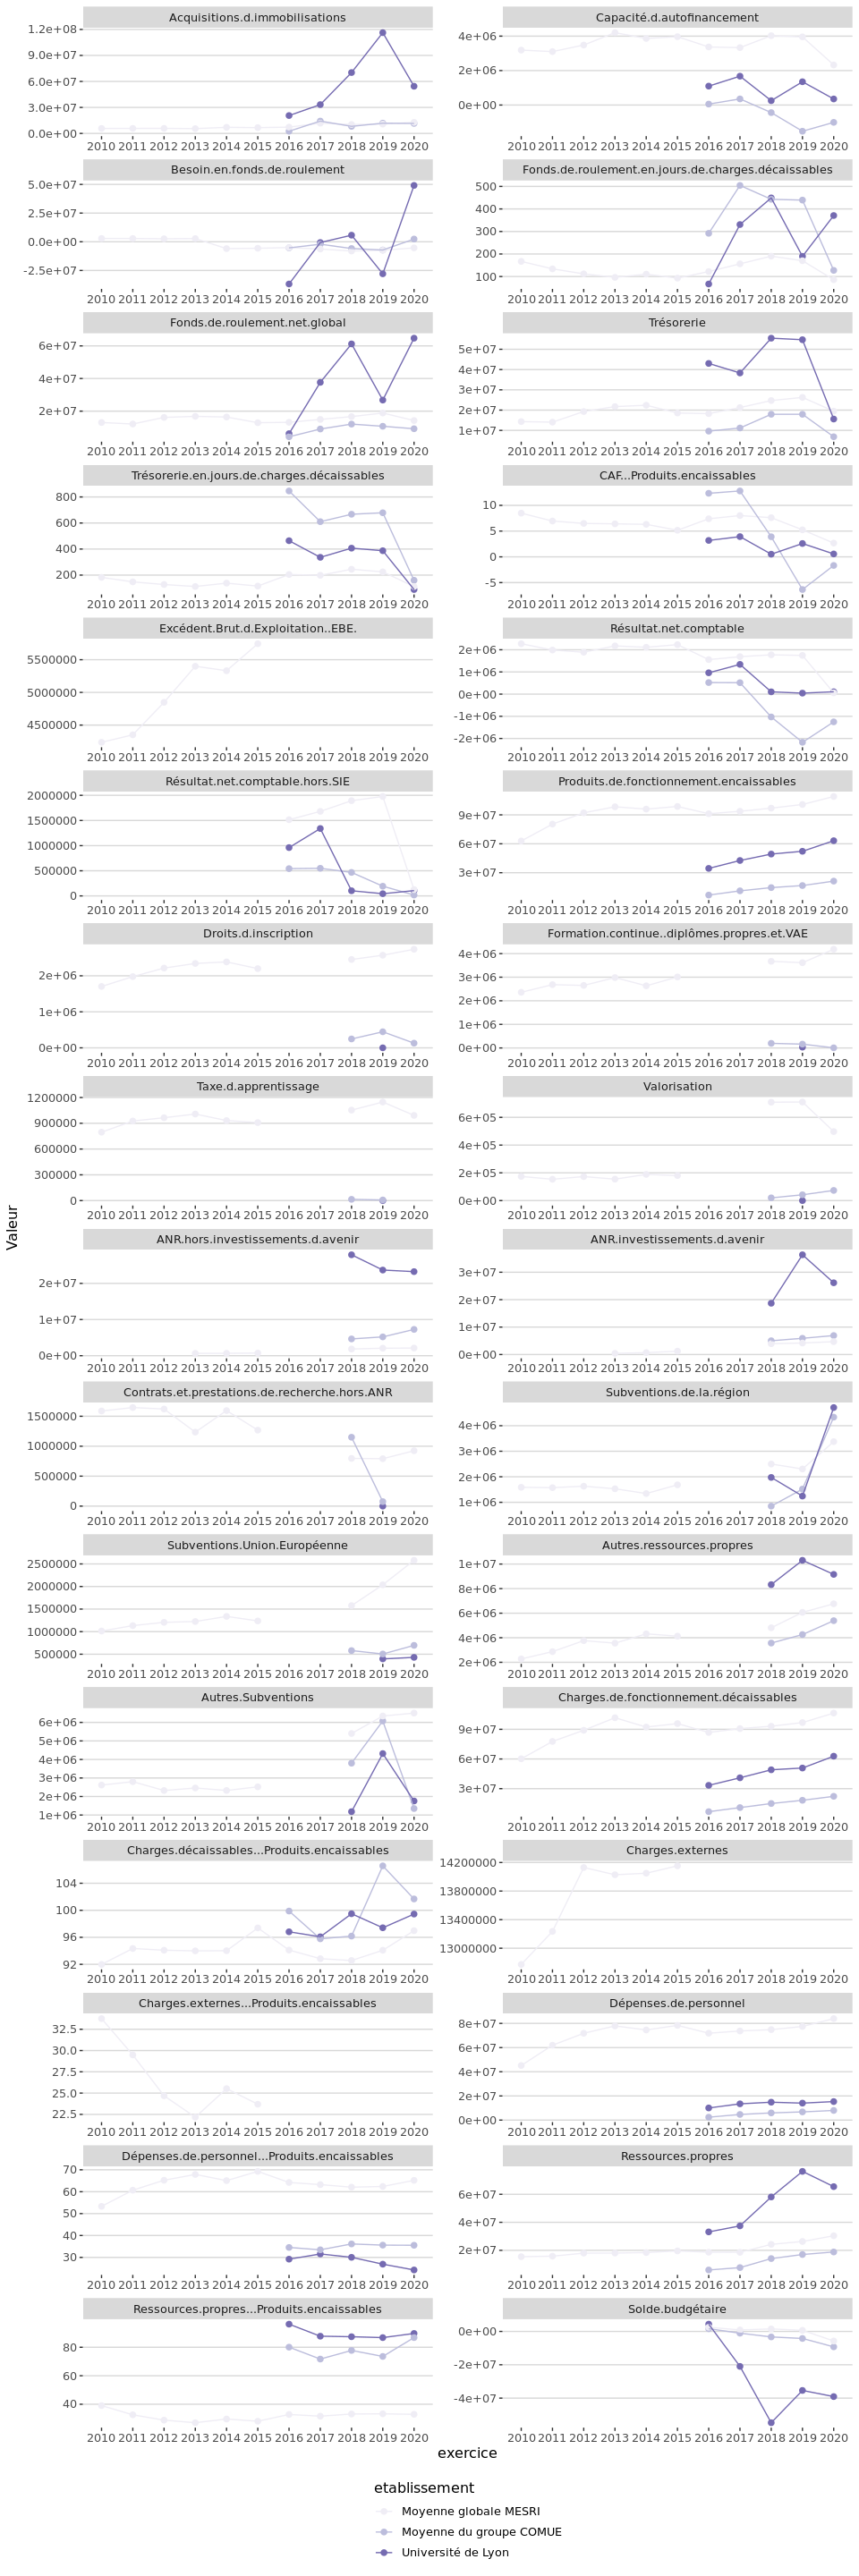 Acquisitions.d.immobilisations
1.2e+08
9.0e+07
6.0e+07
3.0e+07
0.0e+00
2010 2011 2012 2013 2014 2015 2016 2017 2018 2019 2020
Capacité.d.autofinancement
4e+06
2e+06
0e+00
2010 2011 2012 2013 2014 2015 2016 2017 2018 2019 2020
Besoin.en.fonds.de.roulement
5.0e+07
2.5e+07
0.0e+00
-2.5e+07
2010 2011 2012 2013 2014 2015 2016 2017 2018 2019 2020
Fonds.de.roulement.en.jours.de.charges.décaissables
500
400
300
200
100
2010 2011 2012 2013 2014 2015 2016 2017 2018 2019 2020
Fonds.de.roulement.net.global
6e+07
4e+07
2e+07
2010 2011 2012 2013 2014 2015 2016 2017 2018 2019 2020
Trésorerie
5e+07
4e+07
3e+07
2e+07
1e+07
2010 2011 2012 2013 2014 2015 2016 2017 2018 2019 2020
Trésorerie.en.jours.de.charges.décaissables
800
600
400
200
2010 2011 2012 2013 2014 2015 2016 2017 2018 2019 2020
CAF...Produits.encaissables
10
5
0
-5
2010 2011 2012 2013 2014 2015 2016 2017 2018 2019 2020
Excédent.Brut.d.Exploitation..EBE.
5500000
5000000
4500000
2010 2011 2012 2013 2014 2015 2016 2017 2018 2019 2020
Résultat.net.comptable
2e+06
1e+06
0e+00
-1e+06
-2e+06
2010 2011 2012 2013 2014 2015 2016 2017 2018 2019 2020
Résultat.net.comptable.hors.SIE
2000000
1500000
1000000
500000
0
2010 2011 2012 2013 2014 2015 2016 2017 2018 2019 2020
Produits.de.fonctionnement.encaissables
9e+07
6e+07
3e+07
2010 2011 2012 2013 2014 2015 2016 2017 2018 2019 2020
Droits.d.inscription
2e+06
1e+06
0e+00
2010 2011 2012 2013 2014 2015 2016 2017 2018 2019 2020
Formation.continue..diplômes.propres.et.VAE
4e+06
3e+06
2e+06
1e+06
0e+00
2010 2011 2012 2013 2014 2015 2016 2017 2018 2019 2020
Taxe.d.apprentissage
1200000
900000
600000
300000
0
2010 2011 2012 2013 2014 2015 2016 2017 2018 2019 2020
Valorisation
6e+05
4e+05
2e+05
0e+00
2010 2011 2012 2013 2014 2015 2016 2017 2018 2019 2020
Valeur
ANR.hors.investissements.d.avenir
2e+07
1e+07
0e+00
2010 2011 2012 2013 2014 2015 2016 2017 2018 2019 2020
ANR.investissements.d.avenir
3e+07
2e+07
1e+07
0e+00
2010 2011 2012 2013 2014 2015 2016 2017 2018 2019 2020
Contrats.et.prestations.de.recherche.hors.ANR
1500000
1000000
500000
0
2010 2011 2012 2013 2014 2015 2016 2017 2018 2019 2020
Subventions.de.la.région
4e+06
3e+06
2e+06
1e+06
2010 2011 2012 2013 2014 2015 2016 2017 2018 2019 2020
Subventions.Union.Européenne
2500000
2000000
1500000
1000000
500000
2010 2011 2012 2013 2014 2015 2016 2017 2018 2019 2020
Autres.ressources.propres
1e+07
8e+06
6e+06
4e+06
2e+06
2010 2011 2012 2013 2014 2015 2016 2017 2018 2019 2020
Autres.Subventions
6e+06
5e+06
4e+06
3e+06
2e+06
1e+06
2010 2011 2012 2013 2014 2015 2016 2017 2018 2019 2020
Charges.de.fonctionnement.décaissables
9e+07
6e+07
3e+07
2010 2011 2012 2013 2014 2015 2016 2017 2018 2019 2020
Charges.décaissables...Produits.encaissables
104
100
96
92
2010 2011 2012 2013 2014 2015 2016 2017 2018 2019 2020
Charges.externes
14200000
13800000
13400000
13000000
2010 2011 2012 2013 2014 2015 2016 2017 2018 2019 2020
Charges.externes...Produits.encaissables
32.5
30.0
27.5
25.0
22.5
2010 2011 2012 2013 2014 2015 2016 2017 2018 2019 2020
Dépenses.de.personnel
8e+07
6e+07
4e+07
2e+07
0e+00
2010 2011 2012 2013 2014 2015 2016 2017 2018 2019 2020
Dépenses.de.personnel...Produits.encaissables
70
60
50
40
30
2010 2011 2012 2013 2014 2015 2016 2017 2018 2019 2020
Ressources.propres
6e+07
4e+07
2e+07
2010 2011 2012 2013 2014 2015 2016 2017 2018 2019 2020
Ressources.propres...Produits.encaissables
80
60
40
2010 2011 2012 2013 2014 2015 2016 2017 2018 2019 2020
Solde.budgétaire
0e+00
-2e+07
-4e+07
2010 2011 2012 2013 2014 2015 2016 2017 2018 2019 2020
exercice
etablissement
Moyenne globale MESRI
Moyenne du groupe COMUE
Université de Lyon